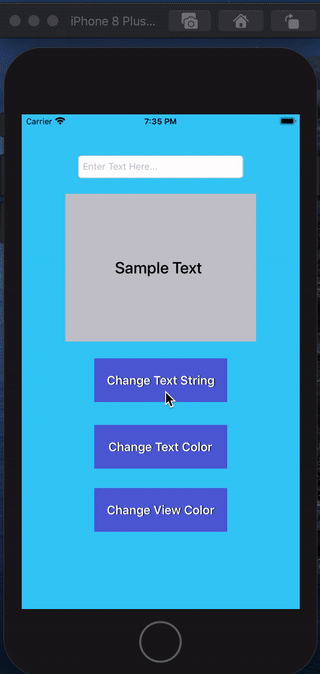 iPhone 8 Plus...
Carrier 7:35 PM
Enter Text Here...
Sample Text
Change Text String
Change Text Color
Change View Color